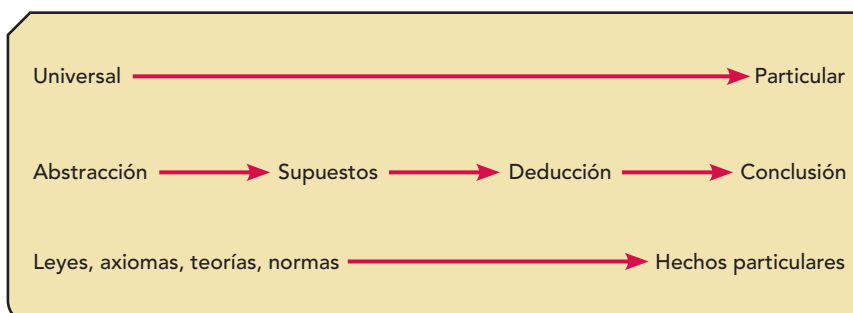 Universal Particular
Abstracción Supuestos Deducción Conclusión
Leyes, axiomas, teorías, normas Hechos particulares